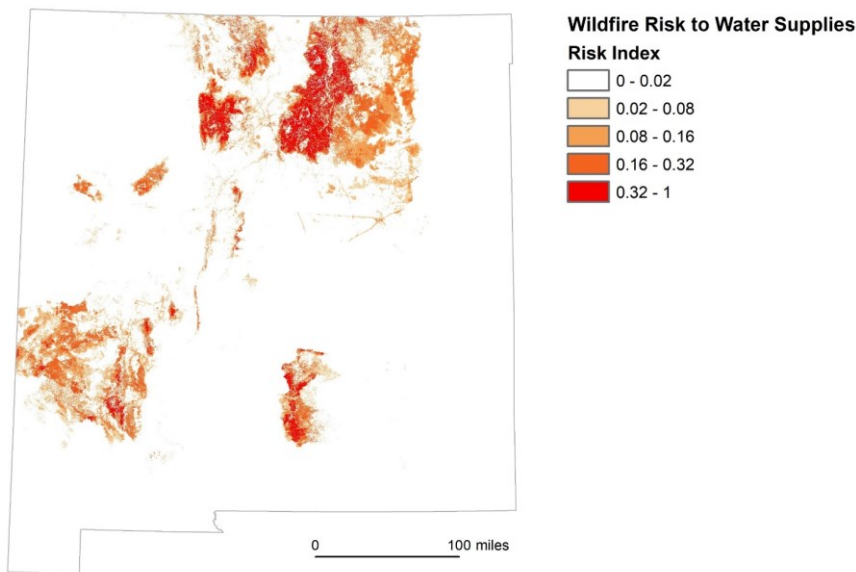 Wildfire Risk to Water Supplies
Risk Index
0 - 0.02
0.02 - 0.08
0.08 - 0.16
0.16 - 0.32
0.32 - 1
0 100 miles